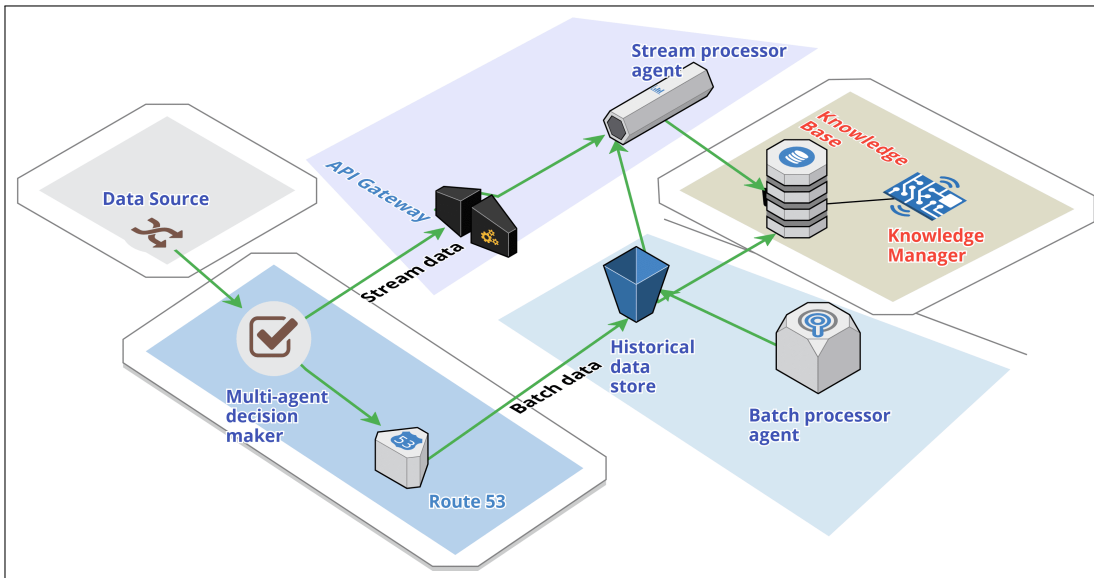 Stream processor
agent
Knowledge
Base
API Gateway
Data Source
Knowledge
Manager
Stream data
Historical
data
store
Batch data
Multi-agent
decision
maker
Batch processor
agent
53
Route 53